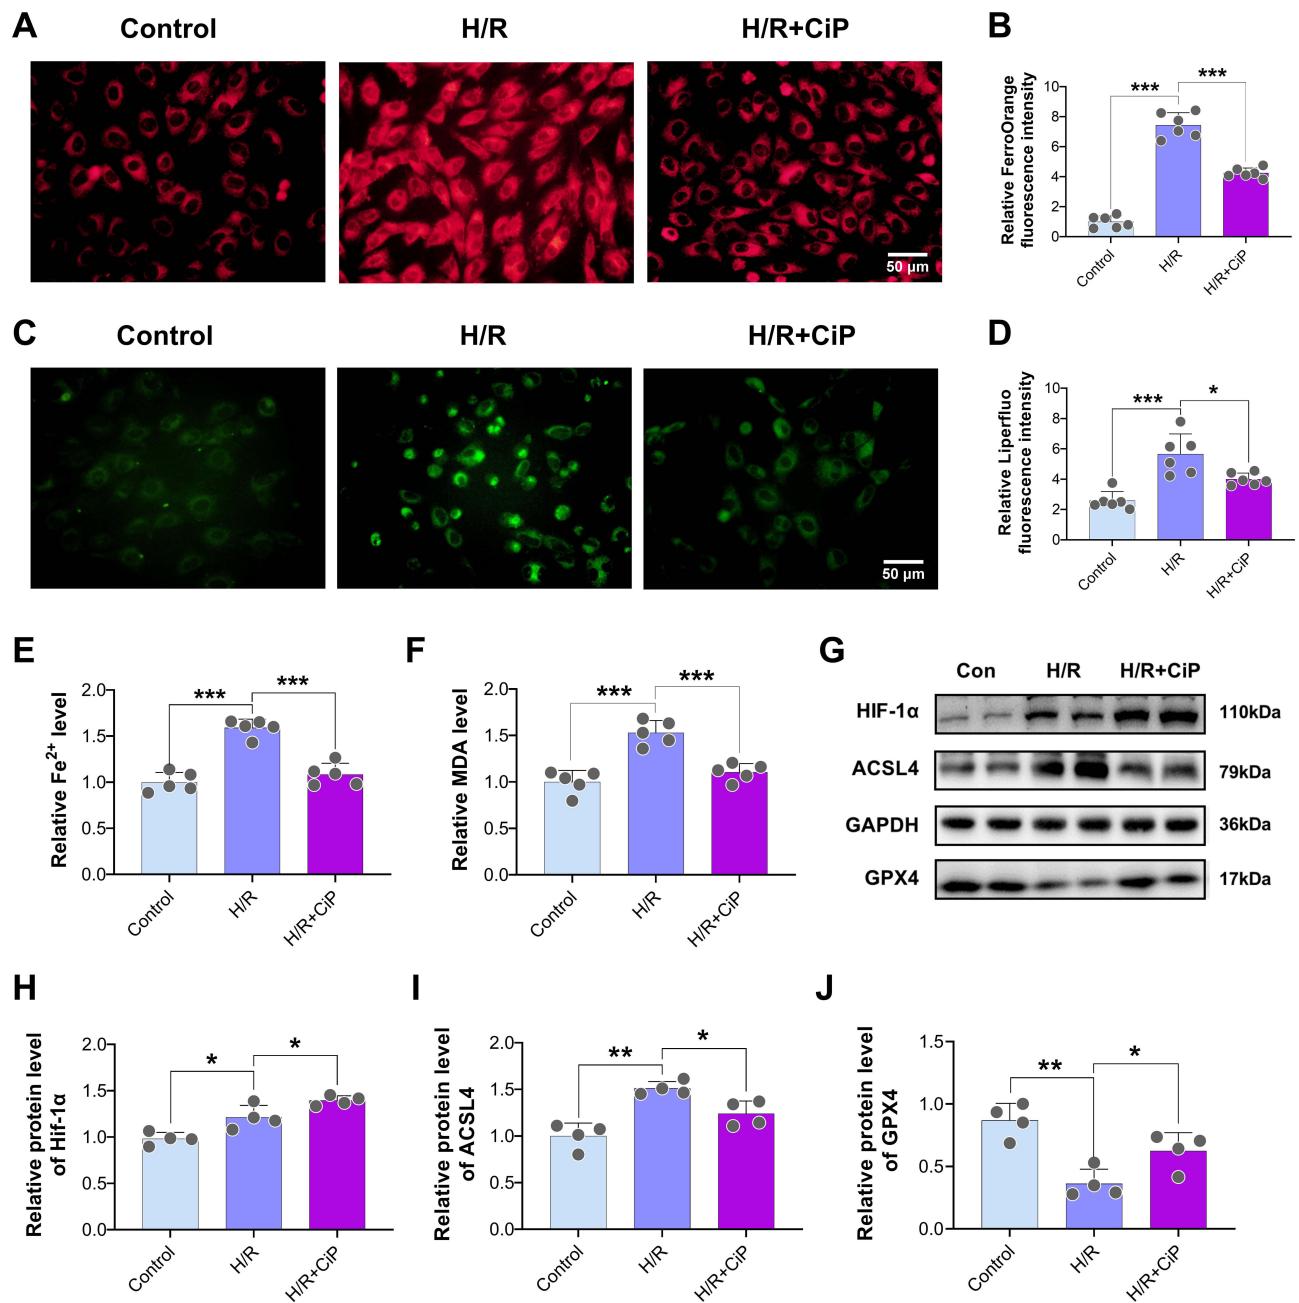 A
Control
H/R
H/R+CiP
50 μm
B
Relative FerroOrange
fluorescence intensity
10
8
6
4
2
0
***
***
Control
H/R
H/R+CiP
C
Control
H/R
H/R+CiP
50 μm
D
Relative Liperfluo
fluorescence intensity
10
8
6
4
2
0
***
*
Control
H/R
H/R+CiP
E
Relative Fe²⁺ level
2.0
1.5
1.0
0.5
0.0
***
***
Control
H/R
H/R+CiP
F
Relative MDA level
2.0
1.5
1.0
0.5
0.0
***
***
Control
H/R
H/R+CiP
G
Con H/R H/R+CiP
HIF-1α 110kDa
ACSL4 79kDa
GAPDH 36kDa
GPX4 17kDa
H
Relative protein level
of Hif-1α
2.0
1.5
1.0
0.5
0.0
*
*
Control
H/R
H/R+CiP
I
Relative protein level
of ACSL4
2.0
1.5
1.0
0.5
0.0
**
*
Control
H/R
H/R+CiP
J
Relative protein level
of GPX4
1.5
1.0
0.5
0.0
**
*
Control
H/R
H/R+CiP